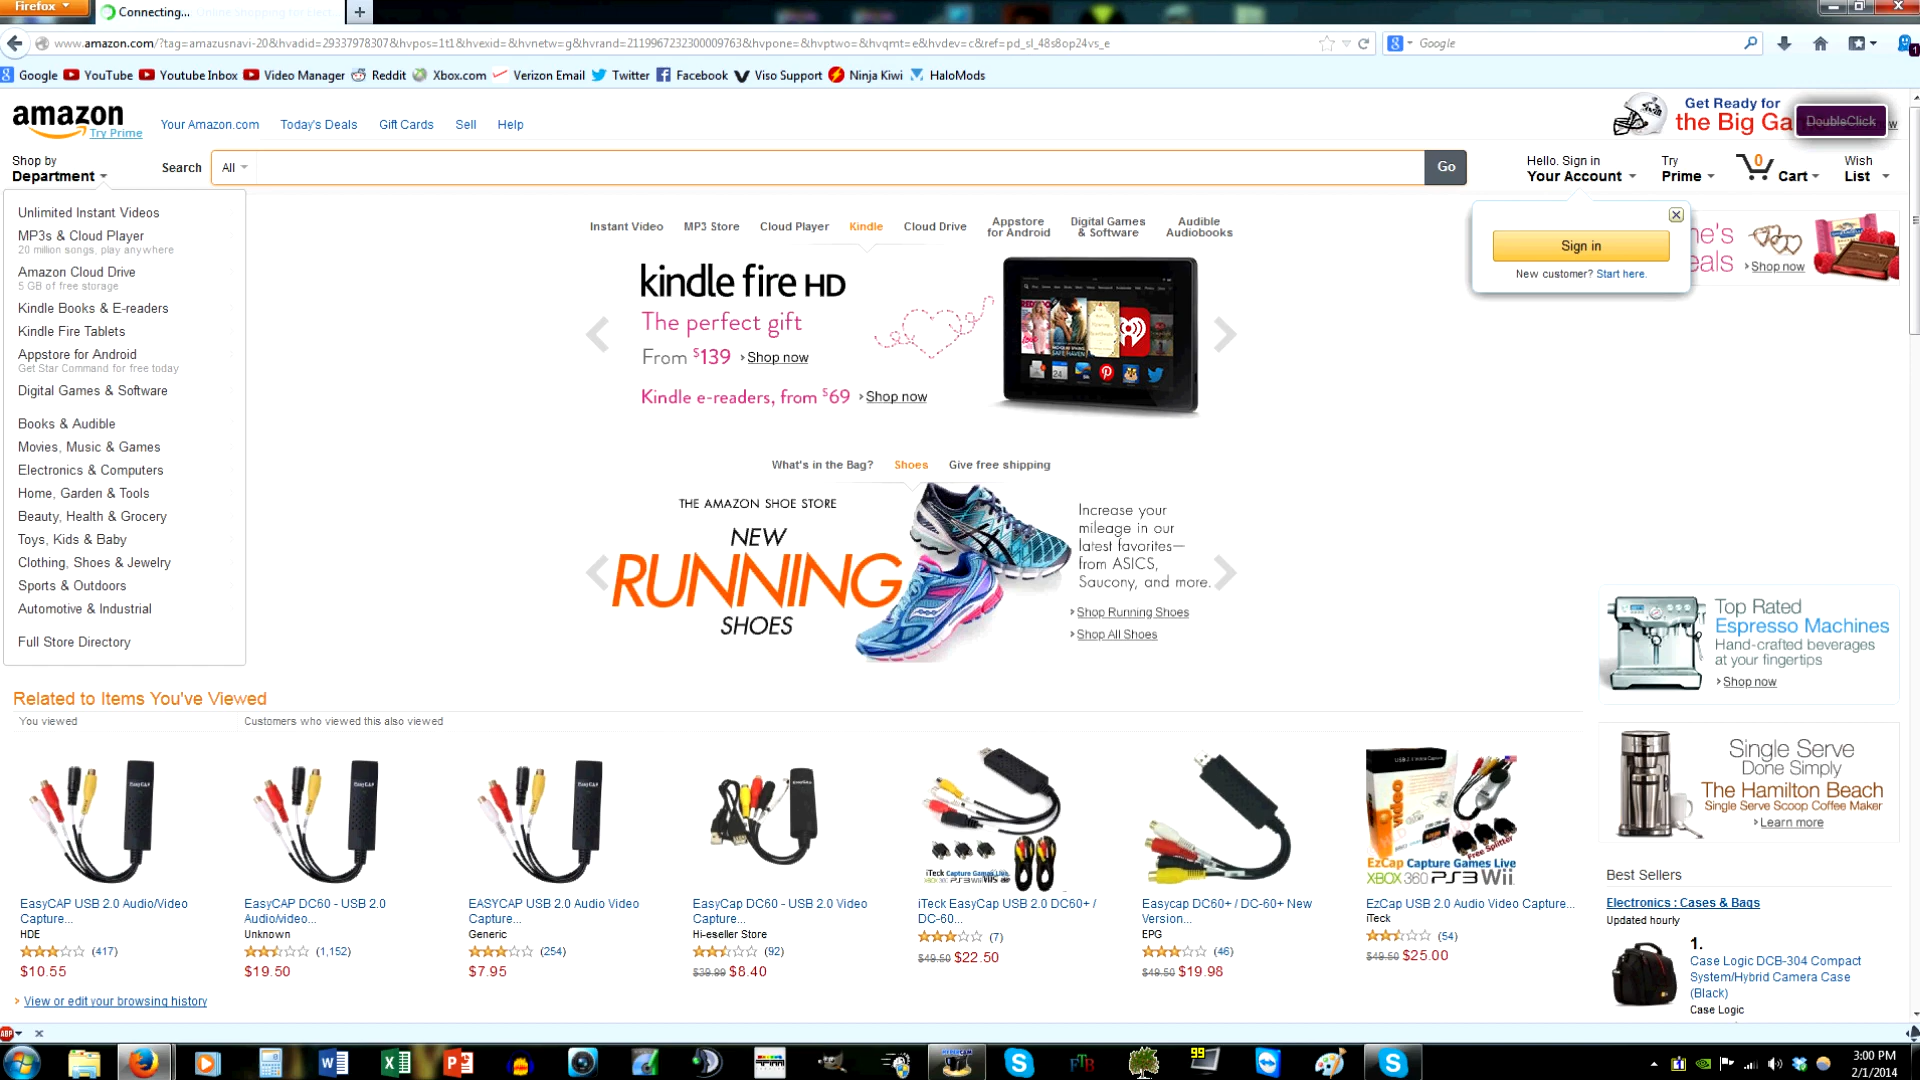 Firefox
Connecting...
www.amazon.com/?tag=amazusnavi-20&hvadid=29337978307&hvpos=1t1&hvexid=&hvnetw=g&hvrand=2119967232300009763&hvpone=&hvptwo=&hvqmt=e&hvdev=c&ref=pd_sl_48s8op24vs_e
Google
Google YouTube Youtube Inbox Video Manager Reddit Xbox.com Verizon Email Twitter Facebook Viso Support Ninja Kiwi HaloMods
amazon
Try Prime
Your Amazon.com Today's Deals Gift Cards Sell Help
Get Ready for
the Big Ga
DoubleClick
Shop by
Department
Search All Go
Hello. Sign in
Your Account
Try
Prime
0
Cart
Wish
List
Sign in
New customer? Start here.
Shop now
Unlimited Instant Videos
MP3s & Cloud Player
20 million songs, play anywhere
Amazon Cloud Drive
5 GB of free storage
Kindle Books & E-readers
Kindle Fire Tablets
Appstore for Android
Get Star Command for free today
Digital Games & Software
Books & Audible
Movies, Music & Games
Electronics & Computers
Home, Garden & Tools
Beauty, Health & Grocery
Toys, Kids & Baby
Clothing, Shoes & Jewelry
Sports & Outdoors
Automotive & Industrial
Full Store Directory
Instant Video MP3 Store Cloud Player Kindle Cloud Drive Appstore for Android Digital Games & Software Audible Audiobooks
kindle fire HD
The perfect gift
From $139 Shop now
Kindle e-readers, from $69 Shop now
What's in the Bag? Shoes Give free shipping
THE AMAZON SHOE STORE
NEW
RUNNING
SHOES
Increase your
mileage in our
latest favorites—
from ASICS,
Saucony, and more.
Shop Running Shoes
Shop All Shoes
Top Rated
Espresso Machines
Hand-crafted beverages
at your fingertips
Shop now
Single Serve
Done Simply
The Hamilton Beach
Single Serve Scoop Coffee Maker
Learn more
Related to Items You've Viewed
You viewed Customers who viewed this also viewed
EasyCAP USB 2.0 Audio/Video
Capture...
HDE
(417)
$10.55
EasyCAP DC60 - USB 2.0
Audio/video...
Unknown
(1,152)
$19.50
EASYCAP USB 2.0 Audio Video
Capture...
Generic
(254)
$7.95
EasyCAP DC60 - USB 2.0 Video
Capture...
Hi-eseller Store
(92)
$39.99 $8.40
iTeck Capture Games Live
iTeck EasyCap USB 2.0 DC60+ /
DC-60...
(7)
$49.50 $22.50
Easycap DC60+ / DC-60+ New
Version...
EPG
(46)
$49.50 $19.98
USB 2.0 Video Capture
video
Free Splitter
EzCap Capture Games Live
XBOX360 PS3 Wii
EzCap USB 2.0 Audio Video Capture...
iTeck
(54)
$49.50 $25.00
View or edit your browsing history
Best Sellers
Electronics : Cases & Bags
Updated hourly
1.
Case Logic DCB-304 Compact
System/Hybrid Camera Case
(Black)
Case Logic
ABP
FTB
99
3:00 PM
2/1/2014